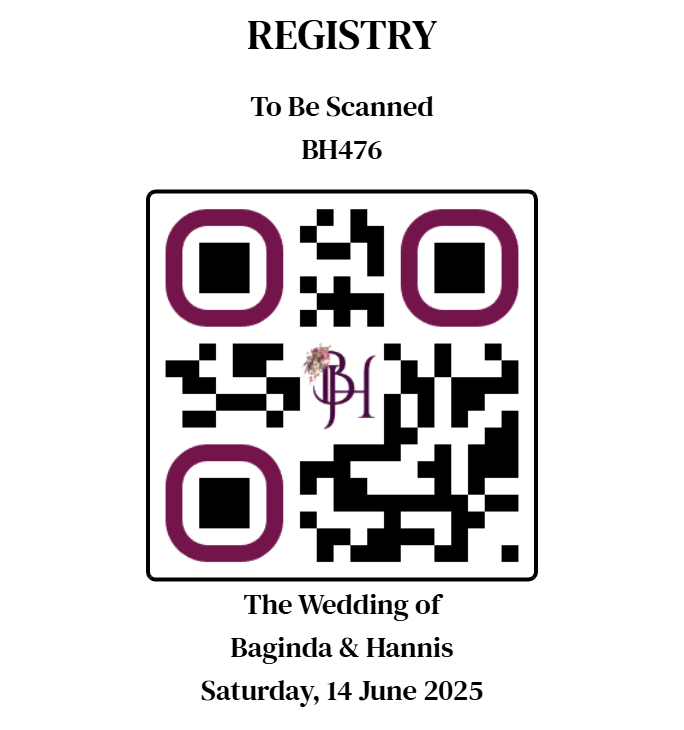 REGISTRY
To Be Scanned
BH476
BH
The Wedding of
Baginda & Hannis
Saturday, 14 June 2025